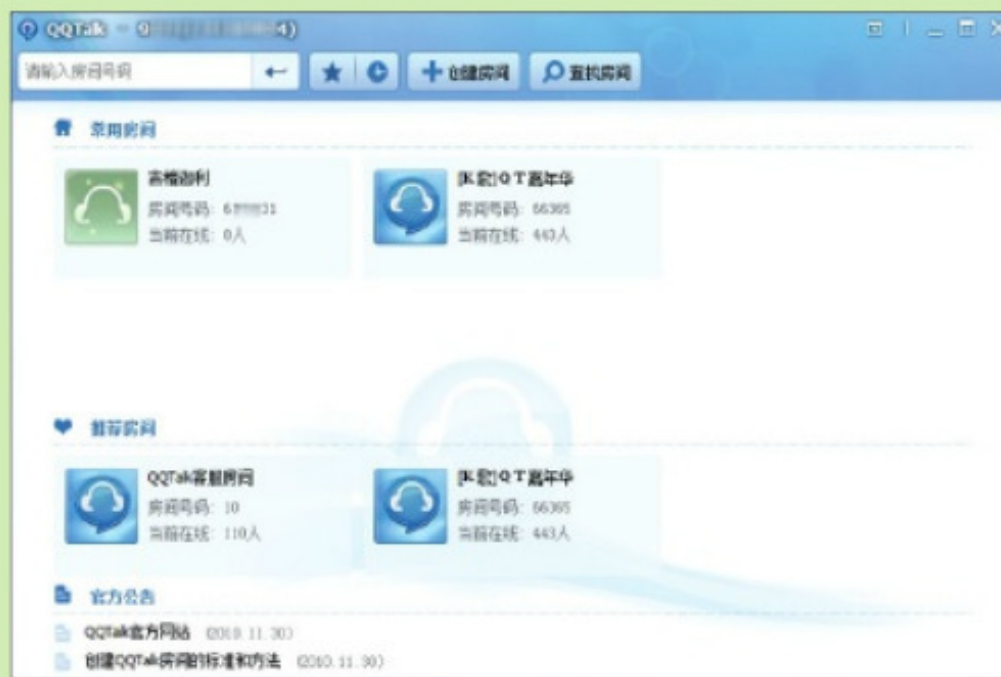 QQTalk
请输入房间号码
创建房间
查找房间
常用房间
房间号码:
当前在线: 0人
[K歌]QT嘉年华
房间号码: 66365
当前在线: 443人
推荐房间
QQTalk客服房间
房间号码: 10
当前在线: 110人
[K歌]QT嘉年华
房间号码: 66365
当前在线: 443人
官方公告
QQTalk官方网站 (2010.11.30)
创建QQTalk房间的标准和方法 (2010.11.30)